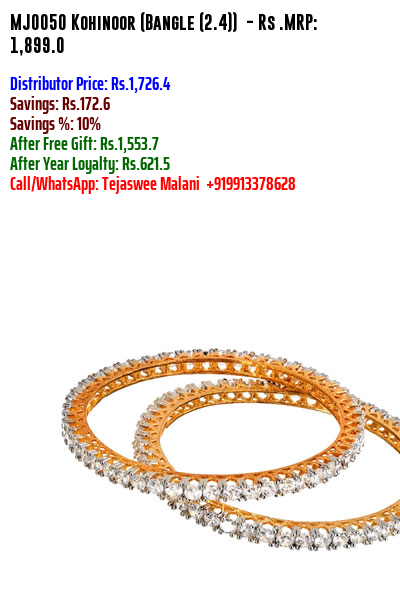 MJ0050 Kohinoor (Bangle (2.4)) - Rs .MRP:
1,899.0
Distributor Price: Rs.1,726.4
Savings: Rs.172.6
Savings %: 10%
After Free Gift: Rs.1,553.7
After Year Loyalty: Rs.621.5
Call/WhatsApp: Tejaswee Malani +919913378628